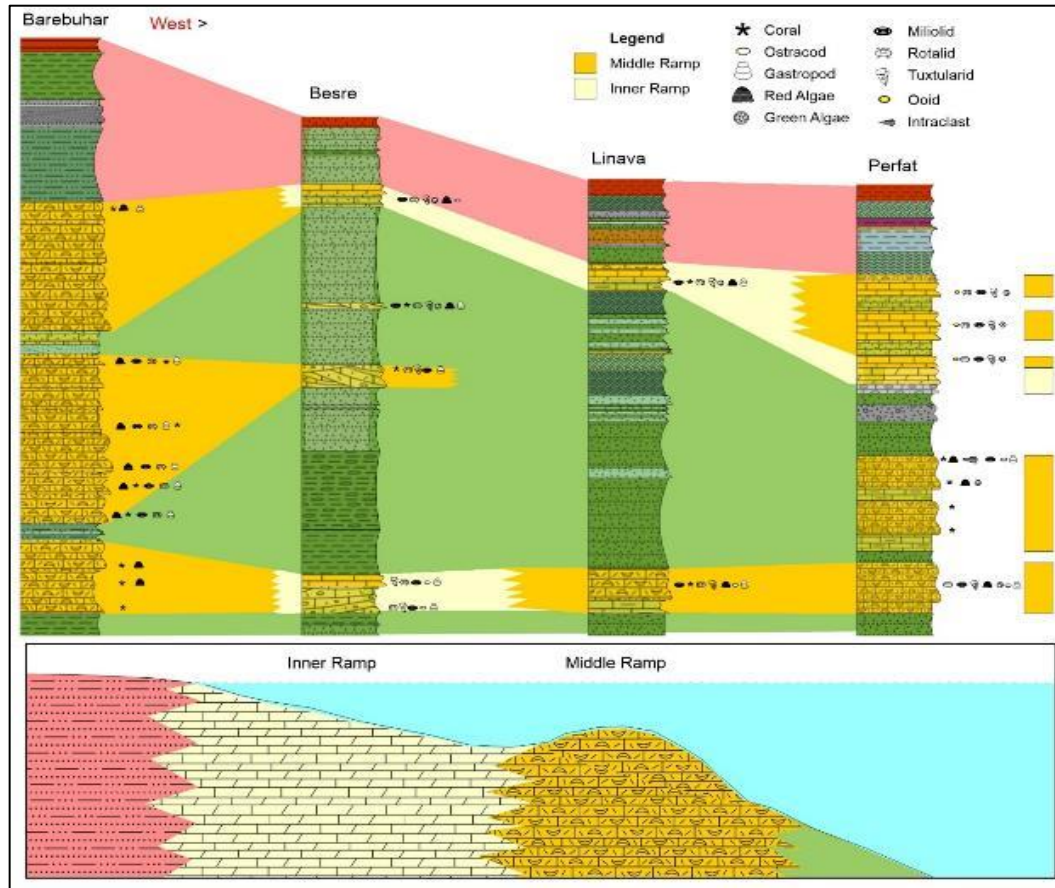 Barebuhar
West >
Besre
Linava
Perfat
Legend
Middle Ramp
Inner Ramp
Coral
Ostracod
Gastropod
Red Algae
Green Algae
Miliolid
Rotalid
Tuxtularid
Ooid
Intraclast
Inner Ramp
Middle Ramp